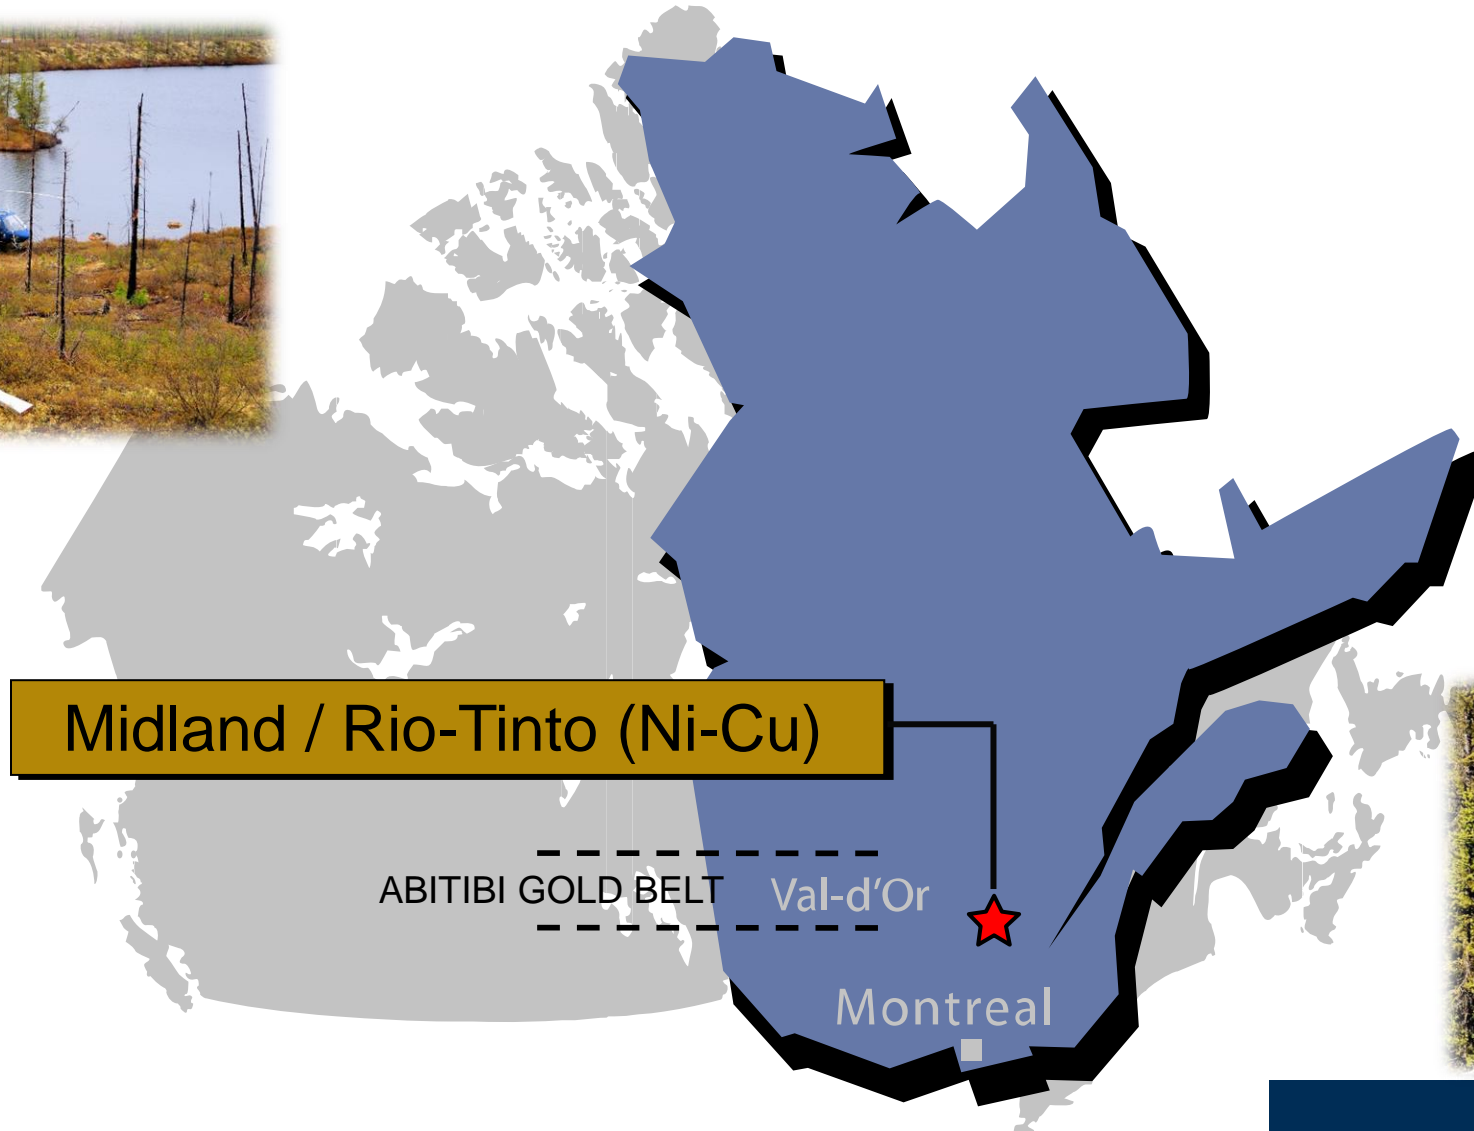 Midland / Rio-Tinto (Ni-Cu)
ABITIBI GOLD BELT
Val-d'Or
Montreal